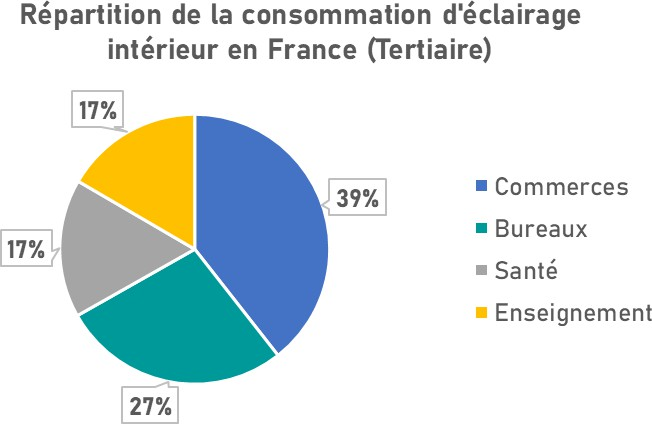 Répartition de la consommation d'éclairage
intérieur en France (Tertiaire)
17%
39%
17%
27%
Commerces
Bureaux
Santé
Enseignement